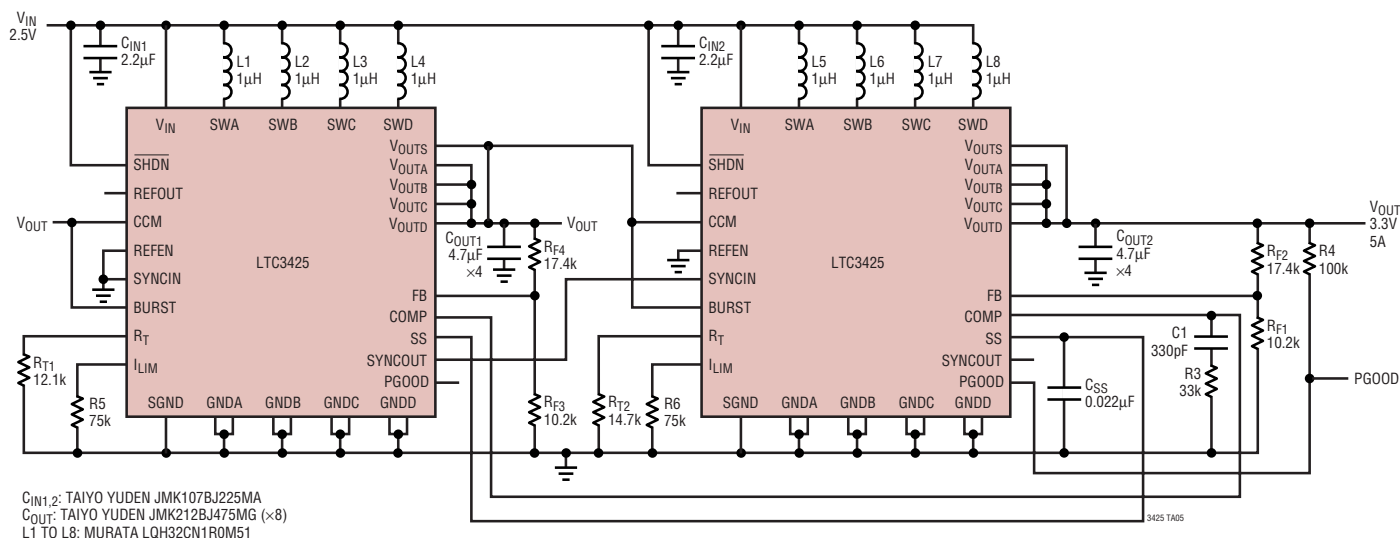 VIN
2.5V
CIN1
2.2µF
L1
1µH
L2
1µH
L3
1µH
L4
1µH
CIN2
2.2µF
L5
1µH
L6
1µH
L7
1µH
L8
1µH
VIN SWA SWB SWC SWD
VOUTS
SHDN
VOUTA
REFOUT
VOUTB
VOUTC
VOUT
CCM
VOUTD
VOUT
REFEN
LTC3425
COUT1
4.7µF
×4
RF4
17.4k
SYNCIN
BURST
FB
COMP
RT
SS
SYNCOUT
ILIM
PGOOD
RT1
12.1k
R5
75k
SGND GNDA GNDB GNDC GNDD
RF3
10.2k
VIN SWA SWB SWC SWD
VOUTS
SHDN
VOUTA
REFOUT
VOUTB
VOUTC
CCM
VOUTD
REFEN
LTC3425
SYNCIN
BURST
FB
COMP
RT
SS
SYNCOUT
ILIM
PGOOD
RT2
14.7k
R6
75k
SGND GNDA GNDB GNDC GNDD
COUT2
4.7µF
×4
VOUT
3.3V
5A
RF2
17.4k
R4
100k
C1
330pF
RF1
10.2k
R3
33k
PGOOD
CSS
0.022µF
CIN1,2: TAIYO YUDEN JMK107BJ225MA
COUT: TAIYO YUDEN JMK212BJ475MG (×8)
L1 TO L8: MURATA LQH32CN1R0M51
3425 TA05